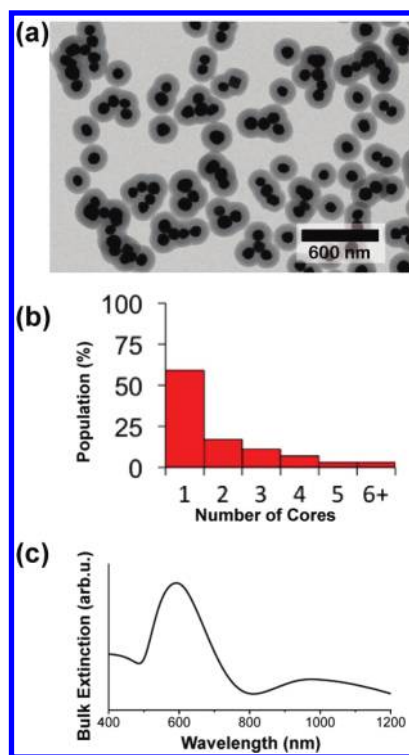 (a)
600 nm
(b)
Population (%)
100
75
50
25
0
1 2 3 4 5 6+
Number of Cores
(c)
Bulk Extinction (arb.u.)
400 600 800 1000 1200
Wavelength (nm)